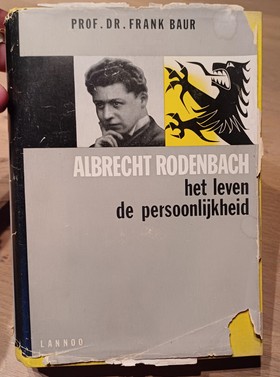 PROF. DR. FRANK BAUR
ALBRECHT RODENBACH
het leven
de persoonlijkheid
LANNOO